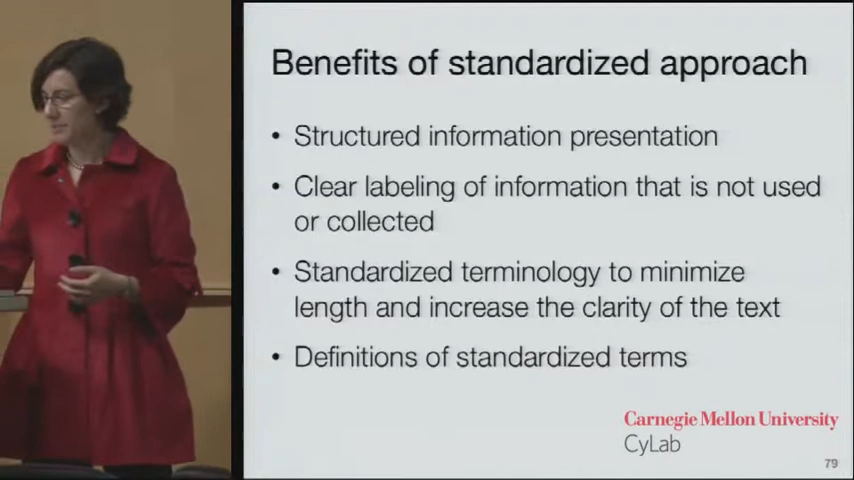 Benefits of standardized approach
• Structured information presentation
• Clear labeling of information that is not used
or collected
• Standardized terminology to minimize
length and increase the clarity of the text
• Definitions of standardized terms
Carnegie Mellon University
CyLab
79